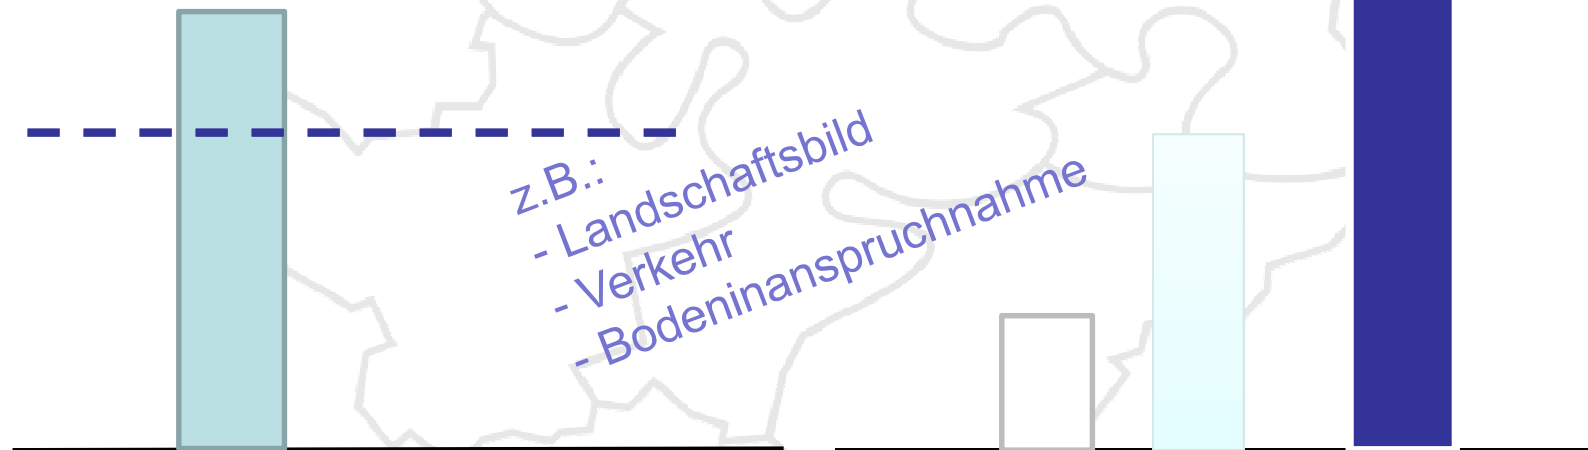 z.B.:
- Landschaftsbild
- Verkehr
- Bodeninanspruchnahme